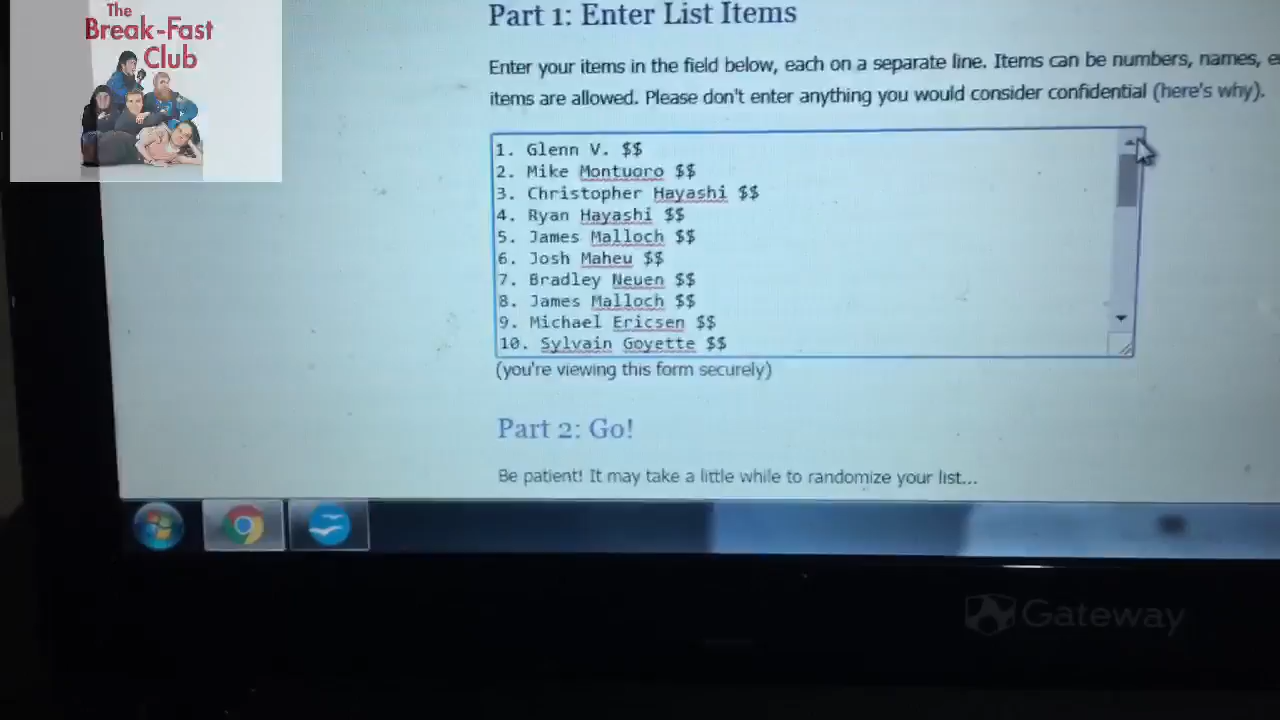 The
Break-Fast
Club
Part 1: Enter List Items
Enter your items in the field below, each on a separate line. Items can be numbers, names, e
items are allowed. Please don't enter anything you would consider confidential (here's why).
1. Glenn V. $$
2. Mike Montuoro $$
3. Christopher Hayashi $$
4. Ryan Hayashi $$
5. James Malloch $$
6. Josh Maheu $$
7. Bradley Neuen $$
8. James Malloch $$
9. Michael Ericsen $$
10. Sylvain Goyette $$
(you're viewing this form securely)
Part 2: Go!
Be patient! It may take a little while to randomize your list...
Gateway